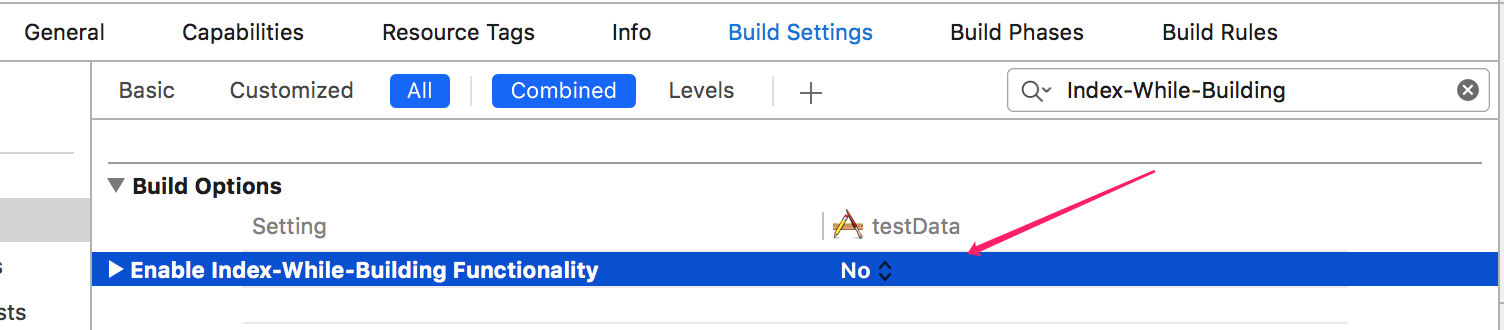 General Capabilities Resource Tags Info Build Settings Build Phases Build Rules
Basic Customized All Combined Levels + Index-While-Building
Build Options
Setting testData
Enable Index-While-Building Functionality No
sts